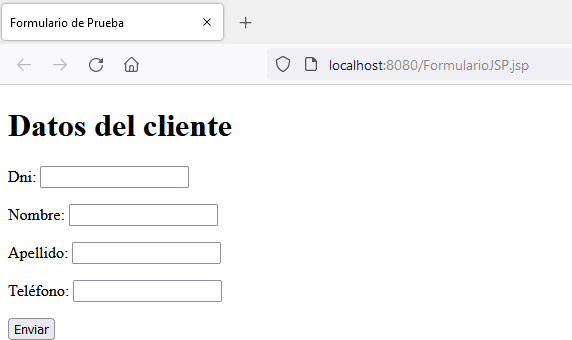 Formulario de Prueba
localhost:8080/FormularioJSP.jsp
Datos del cliente
Dni:
Nombre:
Apellido:
Teléfono:
Enviar